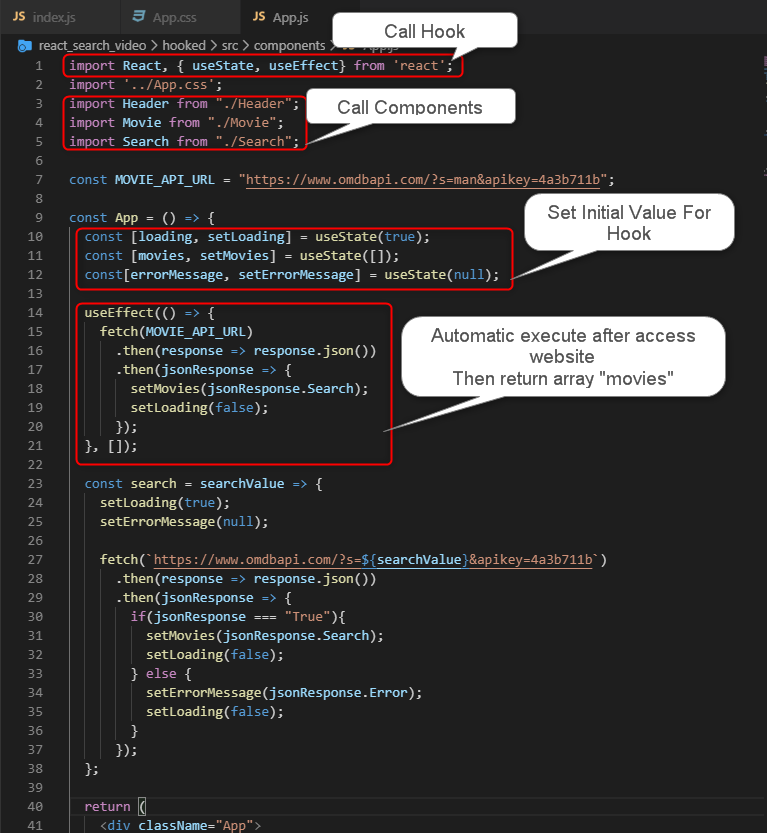 JS index.js App.css JS App.js
react_search_video > hooked > src > components >
Call Hook
1 import React, { useState, useEffect} from 'react';
2 import '../App.css';
3 import Header from "./Header";
4 import Movie from "./Movie";
5 import Search from "./Search";
Call Components
6
7 const MOVIE_API_URL = "https://www.omdbapi.com/?s=man&apikey=4a3b711b";
8
9 const App = () => {
10 const [loading, setLoading] = useState(true);
11 const [movies, setMovies] = useState([]);
12 const[errorMessage, setErrorMessage] = useState(null);
Set Initial Value For
Hook
13
14 useEffect(() => {
15 fetch(MOVIE_API_URL)
16 .then(response => response.json())
17 .then(jsonResponse => {
18 setMovies(jsonResponse.Search);
19 setLoading(false);
20 });
21 }, []);
Automatic execute after access
website
Then return array "movies"
22
23 const search = searchValue => {
24 setLoading(true);
25 setErrorMessage(null);
26
27 fetch(`https://www.omdbapi.com/?s=${searchValue}&apikey=4a3b711b`)
28 .then(response => response.json())
29 .then(jsonResponse => {
30 if(jsonResponse === "True"){
31 setMovies(jsonResponse.Search);
32 setLoading(false);
33 } else {
34 setErrorMessage(jsonResponse.Error);
35 setLoading(false);
36 }
37 });
38 };
39
40 return (
41 <div className="App">